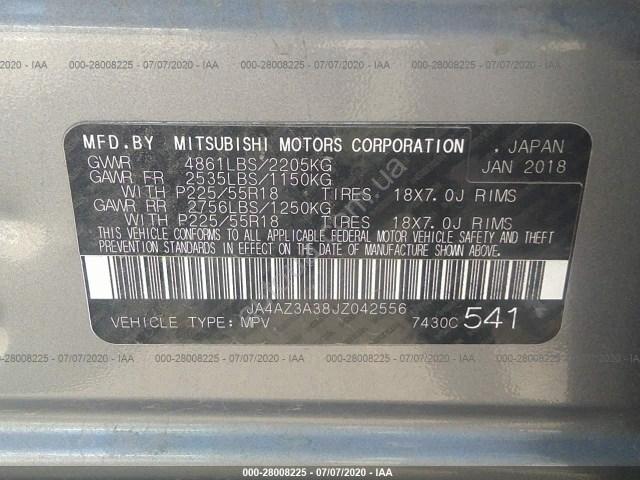 000-28008225 - 07/07/2020 - IAA
MFD.BY MITSUBISHI MOTORS CORPORATION . JAPAN
GVWR 4861LBS/2205KG JAN 2018
GAWR FR 2535LBS/1150KG
WITH P225/55R18 TIRES 18X7.0J RIMS
GAWR RR 2756LBS/1250KG
WITH P225/55R18 TIRES 18X7.0J RIMS
THIS VEHICLE CONFORMS TO ALL APPLICABLE FEDERAL MOTOR VEHICLE SAFETY AND THEFT
PREVENTION STANDARDS IN EFFECT ON THE DATE OF MANUFACTURE SHOWN ABOVE.
JA4AZ3A38JZ042556
VEHICLE TYPE: MPV 7430C 541
000-28008225 - 07/07/2020 - IAA